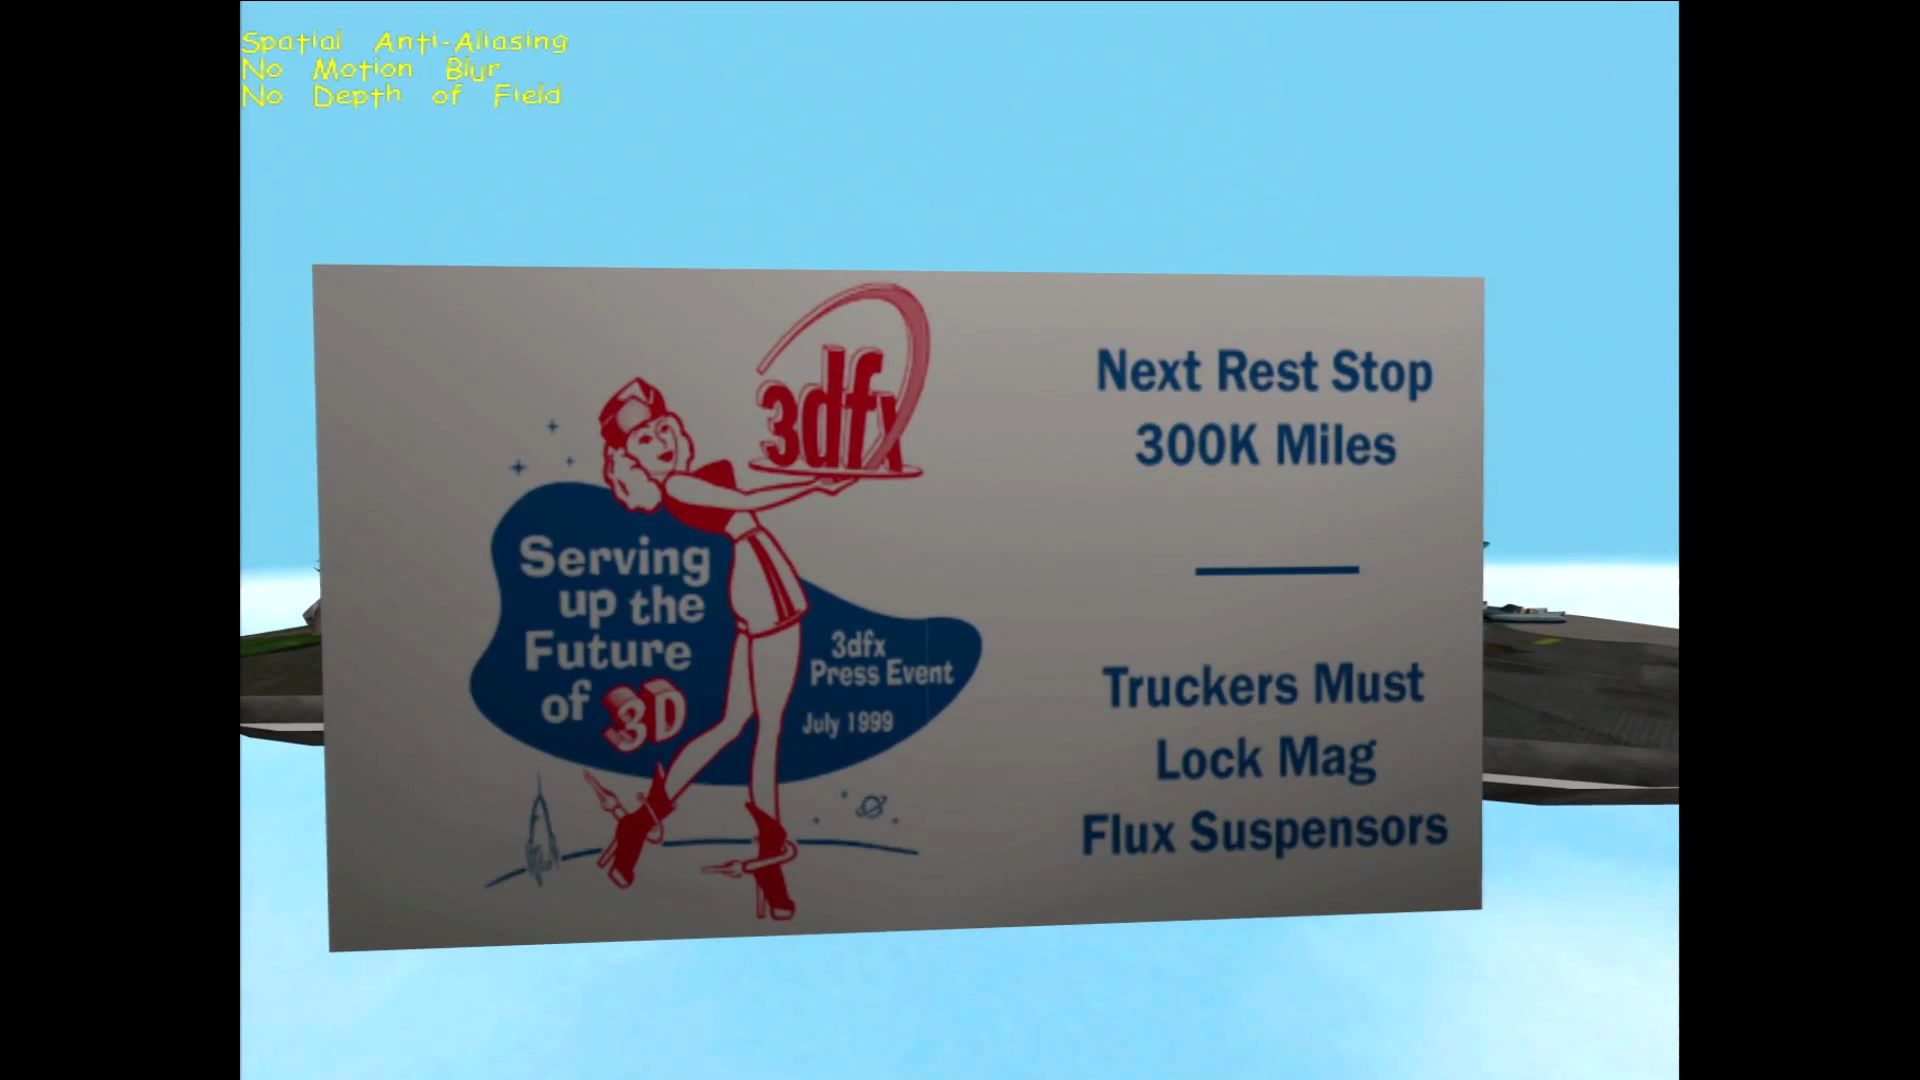 Spatial Anti-Aliasing
No Motion Blur
No Depth of Field
3dfx
Serving
up the
Future
of 3D
3dfx
Press Event
July 1999
Next Rest Stop
300K Miles
Truckers Must
Lock Mag
Flux Suspensors